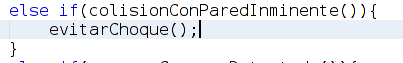 else if(colisionConParedInminente()){
evitarChoque();
}